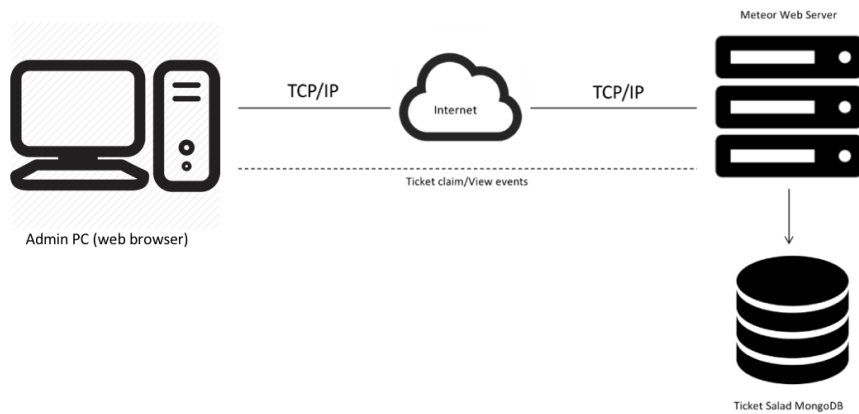 Meteor Web Server
TCP/IP
Internet
TCP/IP
Ticket claim/View events
Admin PC (web browser)
Ticket Salad MongoDB